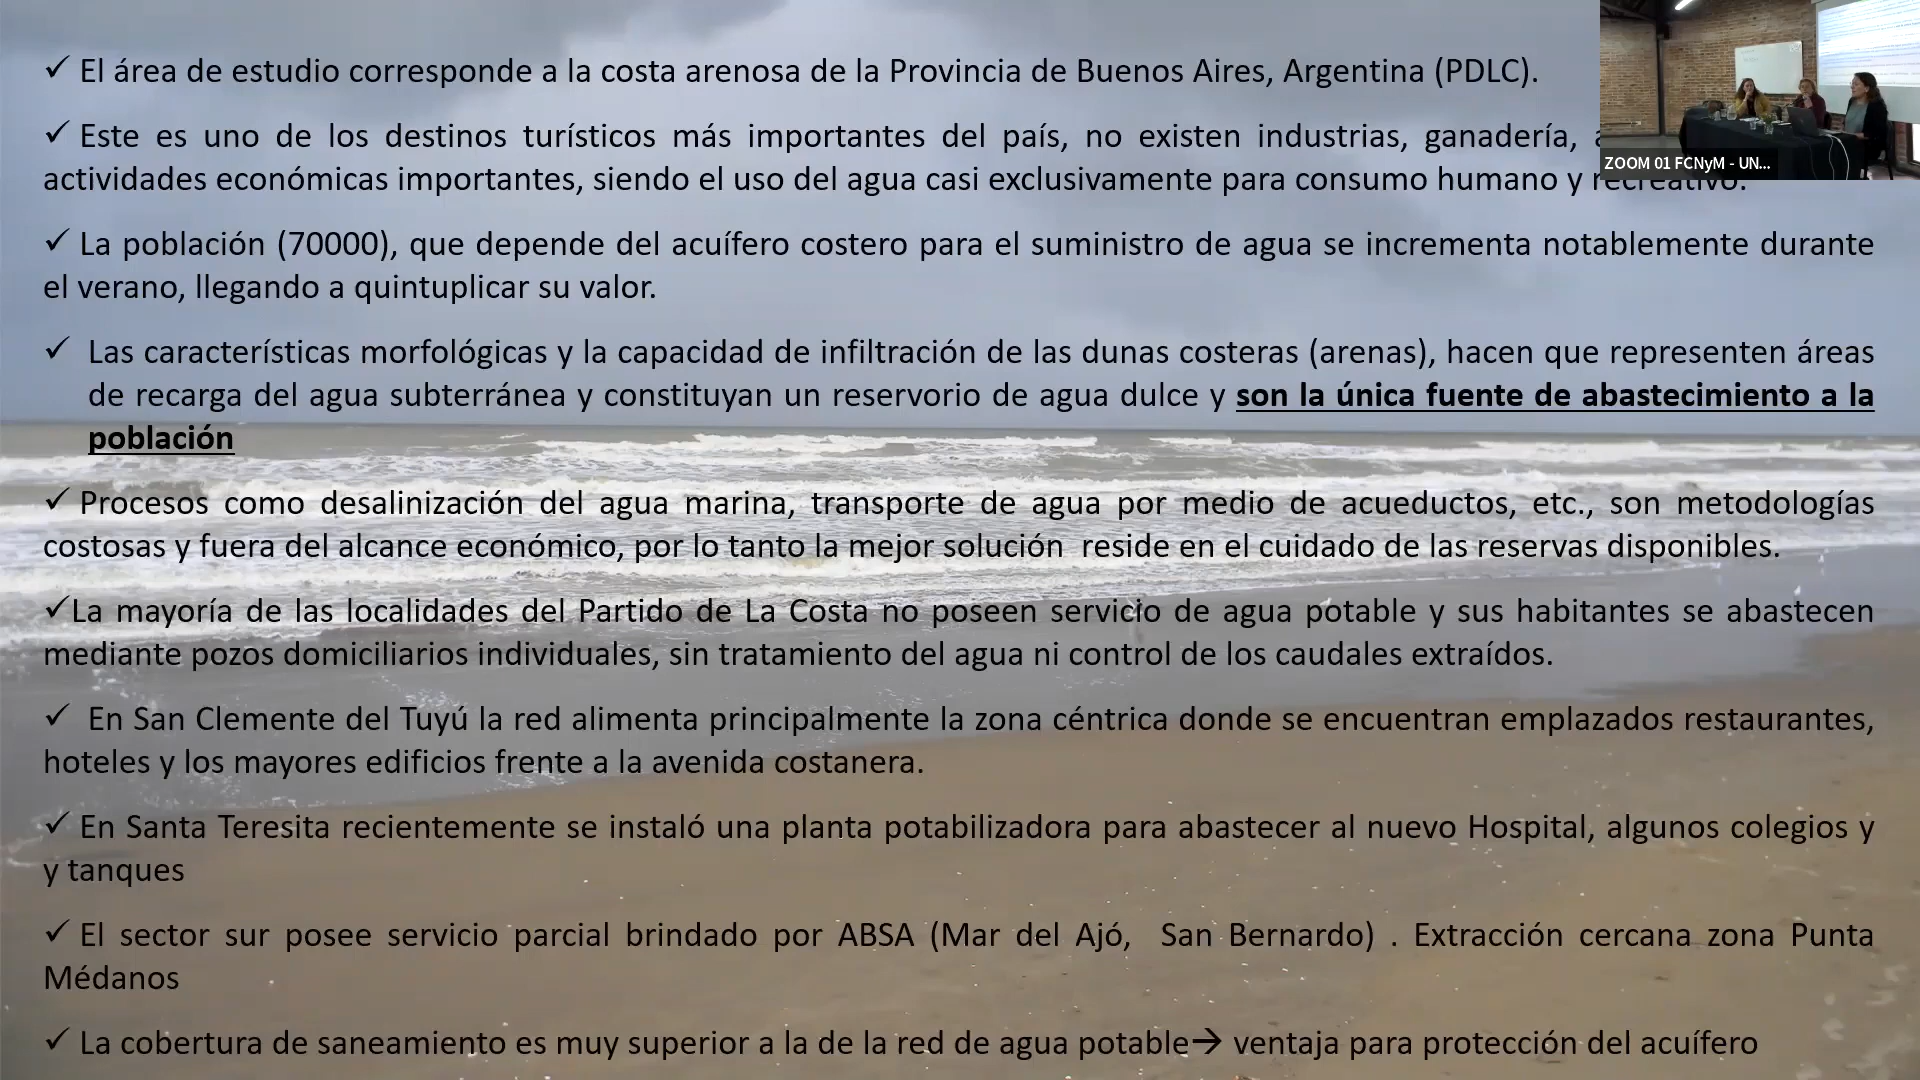 ✓ El área de estudio corresponde a la costa arenosa de la Provincia de Buenos Aires, Argentina (PDLC).
✓ Este es uno de los destinos turísticos más importantes del país, no existen industrias, ganadería,
actividades económicas importantes, siendo el uso del agua casi exclusivamente para consumo humano y recreativo.
ZOOM 01 FCNyM - UN...
✓ La población (70000), que depende del acuífero costero para el suministro de agua se incrementa notablemente durante
el verano, llegando a quintuplicar su valor.
✓ Las características morfológicas y la capacidad de infiltración de las dunas costeras (arenas), hacen que representen áreas
de recarga del agua subterránea y constituyan un reservorio de agua dulce y son la única fuente de abastecimiento a la
población
✓ Procesos como desalinización del agua marina, transporte de agua por medio de acueductos, etc., son metodologías
costosas y fuera del alcance económico, por lo tanto la mejor solución reside en el cuidado de las reservas disponibles.
✓La mayoría de las localidades del Partido de La Costa no poseen servicio de agua potable y sus habitantes se abastecen
mediante pozos domiciliarios individuales, sin tratamiento del agua ni control de los caudales extraídos.
✓ En San Clemente del Tuyú la red alimenta principalmente la zona céntrica donde se encuentran emplazados restaurantes,
hoteles y los mayores edificios frente a la avenida costanera.
✓ En Santa Teresita recientemente se instaló una planta potabilizadora para abastecer al nuevo Hospital, algunos colegios y
y tanques
✓ El sector sur posee servicio parcial brindado por ABSA (Mar del Ajó, San Bernardo) . Extracción cercana zona Punta
Médanos
✓ La cobertura de saneamiento es muy superior a la de la red de agua potable→ ventaja para protección del acuífero